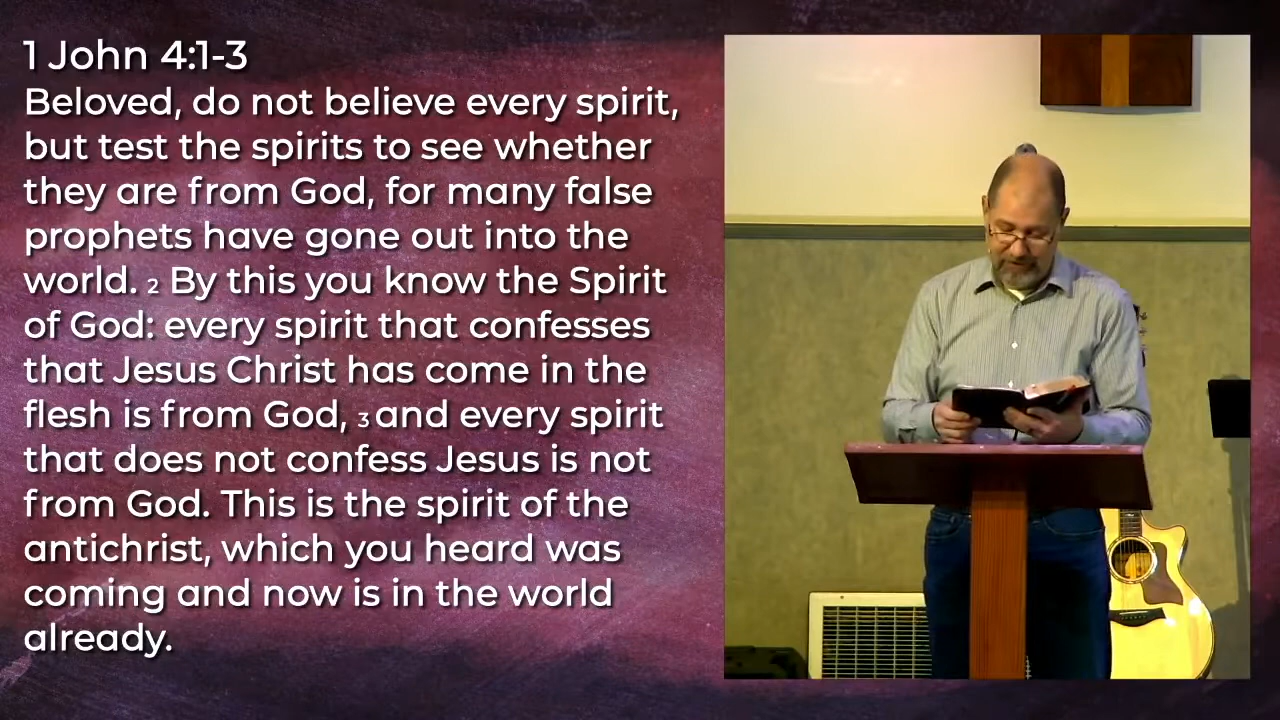 1 John 4:1-3
Beloved, do not believe every spirit,
but test the spirits to see whether
they are from God, for many false
prophets have gone out into the
world. 2 By this you know the Spirit
of God: every spirit that confesses
that Jesus Christ has come in the
flesh is from God, 3 and every spirit
that does not confess Jesus is not
from God. This is the spirit of the
antichrist, which you heard was
coming and now is in the world
already.